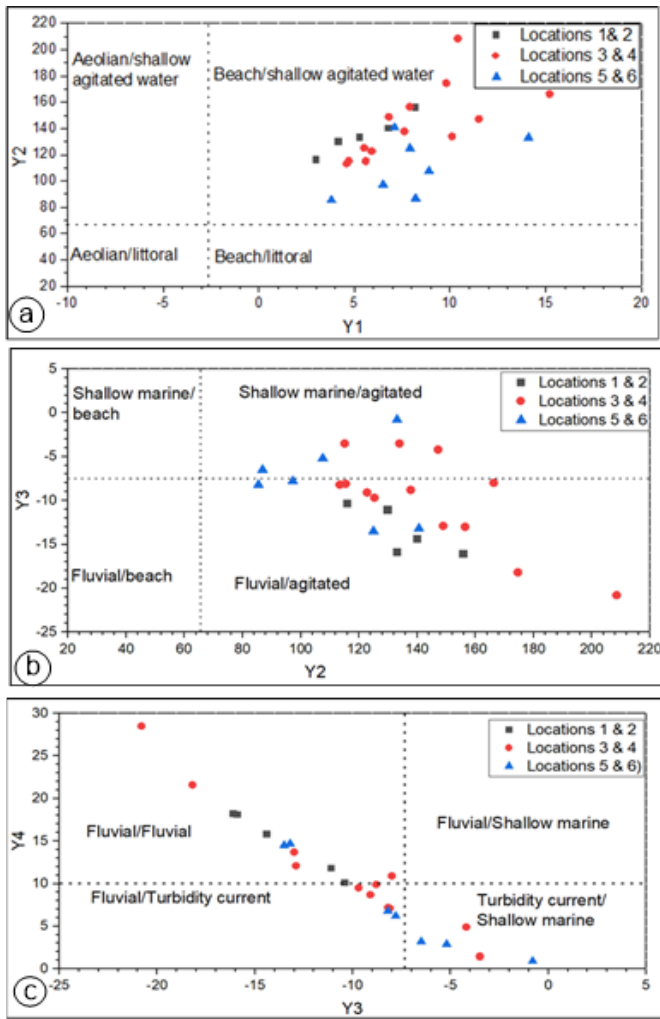 220
200
180
160
140
120
100
80
60
40
20
Y2
Aeolian/shallow
agitated water
Beach/shallow agitated water
Locations 1& 2
Locations 3 & 4
Locations 5 & 6
Aeolian/littoral
Beach/littoral
-10 -5 0 5 10 15 20
Y1
a
5
0
-5
-10
-15
-20
-25
Y3
Shallow marine/
beach
Shallow marine/agitated
Locations 1 & 2
Locations 3 & 4
Locations 5 & 6
Fluvial/beach
Fluvial/agitated
20 40 60 80 100 120 140 160 180 200 220
Y2
b
30
20
10
0
Y4
Locations 1 & 2
Locations 3 & 4
Locations 5 & 6)
Fluvial/Fluvial
Fluvial/Shallow marine
Fluvial/Turbidity current
Turbidity current/
Shallow marine
-25 -20 -15 -10 -5 0 5
Y3
c